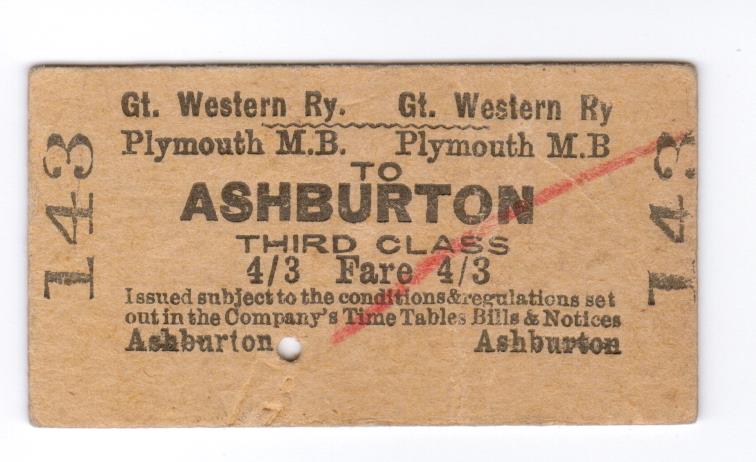 Gt. Western Ry. Gt. Western Ry
Plymouth M.B. Plymouth M.B
TO
ASHBURTON
THIRD CLASS
4/3 Fare 4/3
Issued subject to the conditions & regulations set
out in the Company's Time Tables Bills & Notices
Ashburton Ashburton
143
143